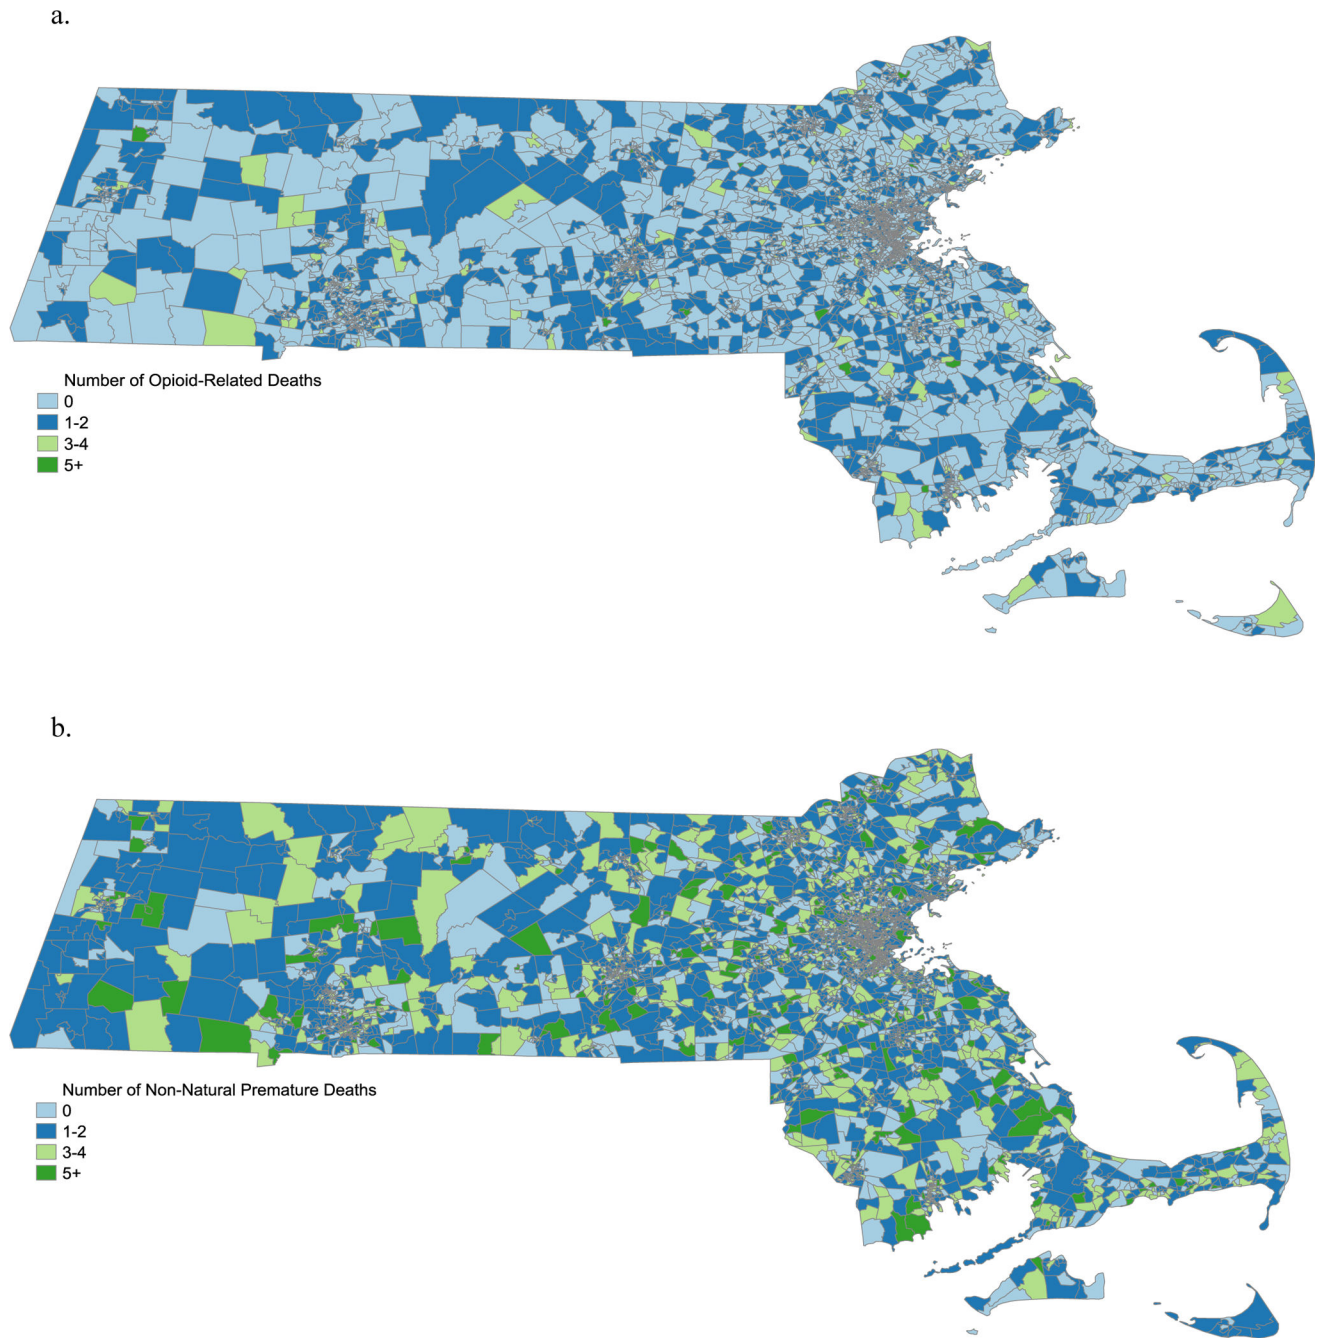 a.
Number of Opioid-Related Deaths
0
1-2
3-4
5+
b.
Number of Non-Natural Premature Deaths
0
1-2
3-4
5+